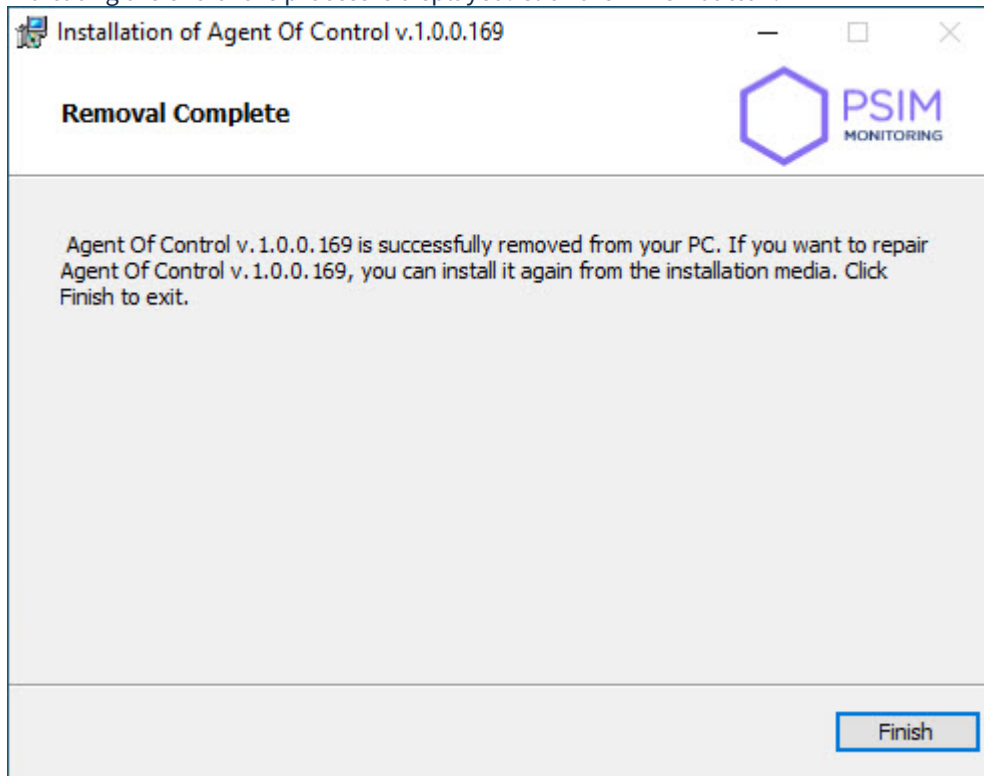 Installation of Agent Of Control v.1.0.0.169
Removal Complete
PSIM
MONITORING
Agent Of Control v.1.0.0.169 is successfully removed from your PC. If you want to repair
Agent Of Control v.1.0.0.169, you can install it again from the installation media. Click
Finish to exit.
Finish